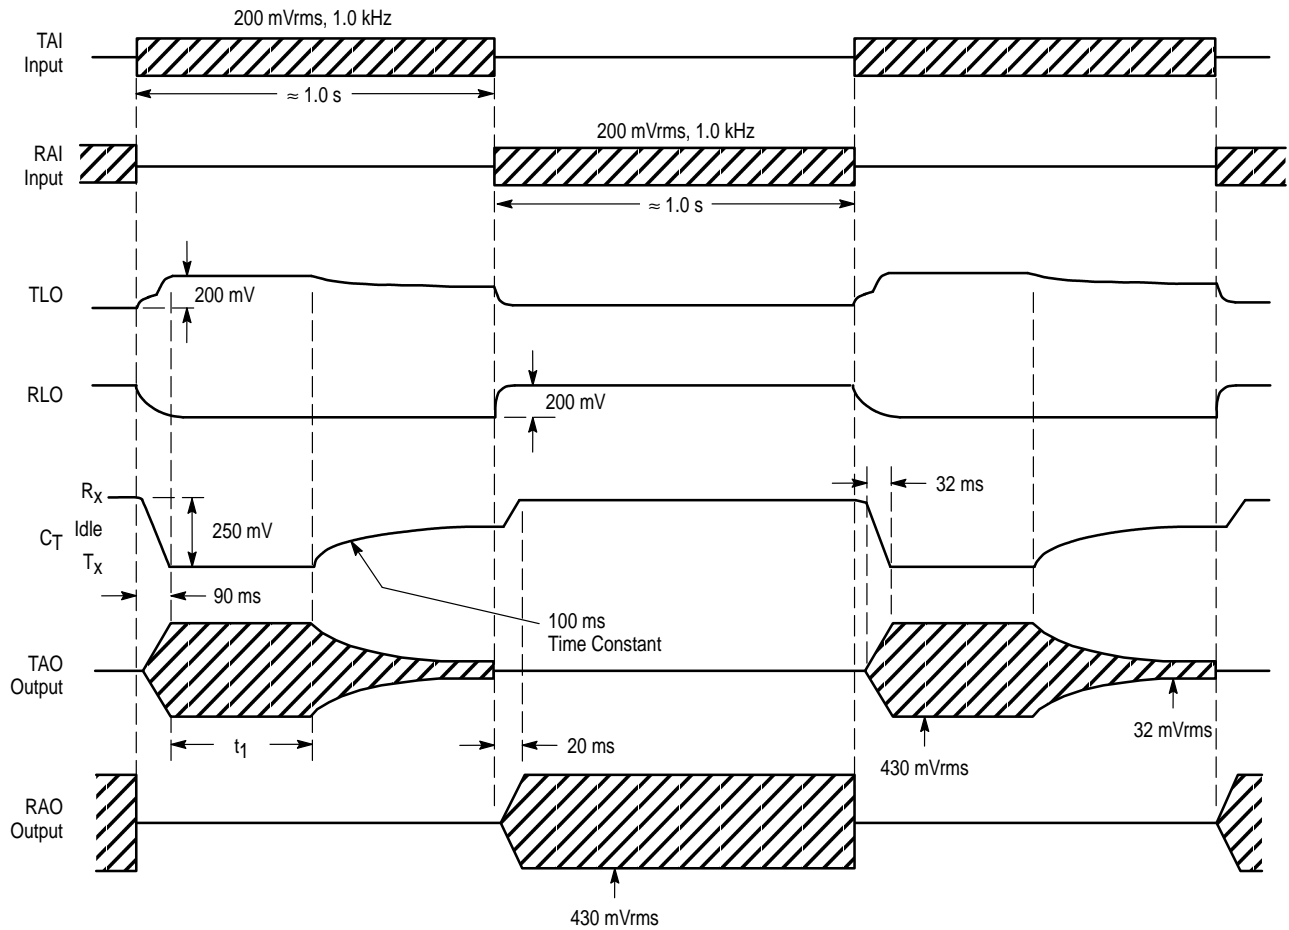 200 mVrms, 1.0 kHz
TAI
Input
≈ 1.0 s
200 mVrms, 1.0 kHz
RAI
Input
≈ 1.0 s
TLO
200 mV
RLO
200 mV
RX
32 ms
Idle
250 mV
CT
TX
90 ms
100 ms
Time Constant
TAO
Output
t1
20 ms
32 mVrms
430 mVrms
RAO
Output
430 mVrms